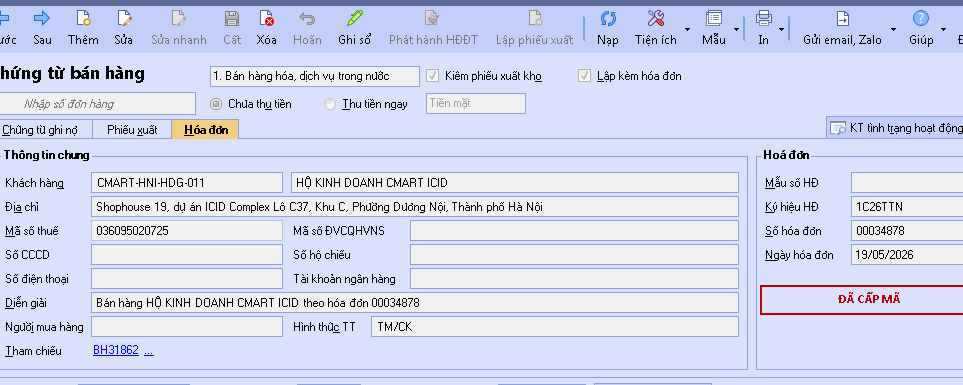 Sau Thêm Sửa Sửa nhanh Cất Xóa Hoãn Ghi sổ Phát hành HĐĐT Lập phiếu xuất Nạp Tiện ích Mẫu In Gửi email, Zalo Giúp
bán hàng
1. Bán hàng hóa, dịch vụ trong nước Kiêm phiếu xuất kho Lập kèm hóa đơn
Nhập số đơn hàng Chưa thu tiền Thu tiền ngay Tiền mặt
Chứng từ ghi nợ Phiếu xuất Hóa đơn KT tình trạng hoạt động
Thông tin chung Hoá đơn
Khách hàng CMART-HNI-HDG-011 HỘ KINH DOANH CMART ICID Mẫu số HĐ
Địa chỉ Shophouse 19, dự án ICID Complex Lô C37, Khu C, Phường Dương Nội, Thành phố Hà Nội Ký hiệu HĐ 1C26TTN
Mã số thuế 036095020725 Mã số ĐVCQHVNS Số hóa đơn 00034878
Số CCCD Số hộ chiếu Ngày hóa đơn 19/05/2026
Số điện thoại Tài khoản ngân hàng
Diễn giải Bán hàng HỘ KINH DOANH CMART ICID theo hóa đơn 00034878 ĐÃ CẤP MÃ
Người mua hàng Hình thức TT TM/CK
Tham chiếu BH31862 ...